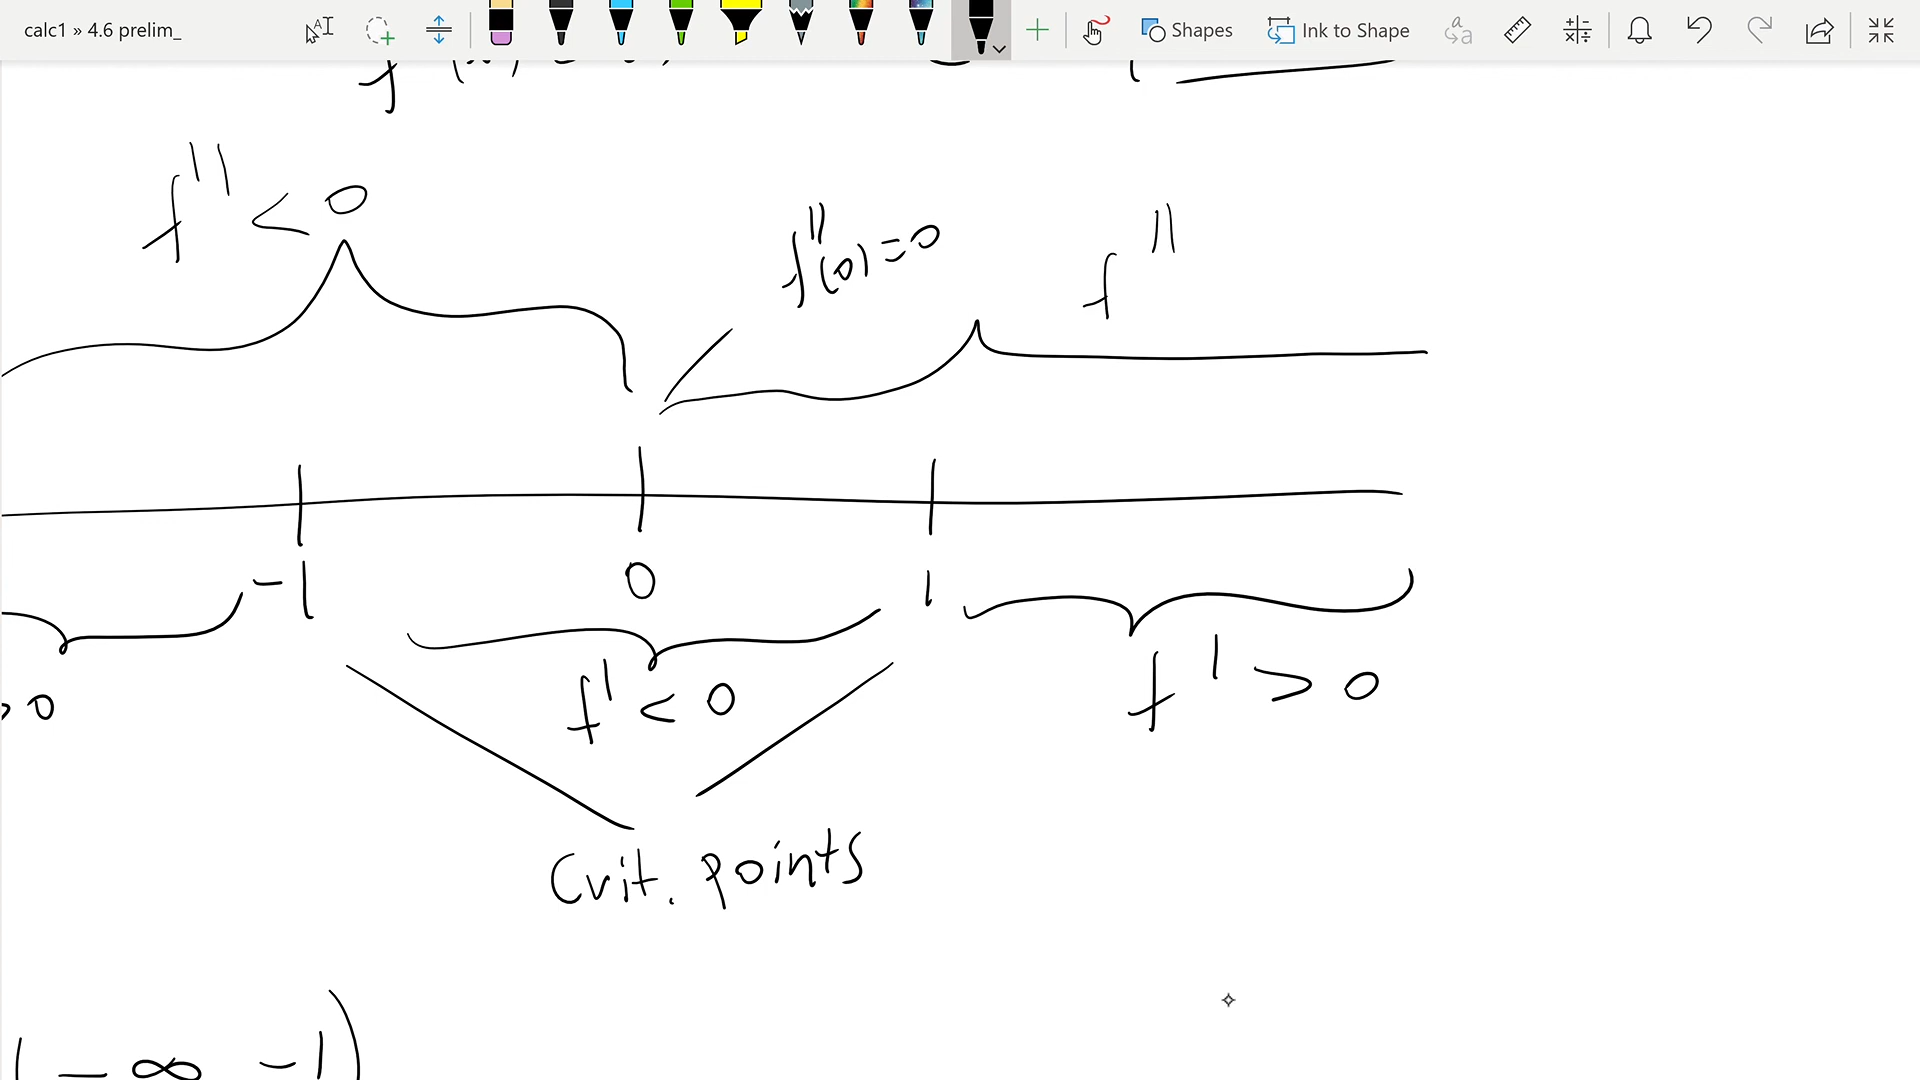 calc1 » 4.6 prelim_
Shapes
Ink to Shape
f'' < 0
f''(0) = 0
f''
-1 0 1
> 0
f' < 0
f' > 0
Crit. points
(-∞ -1)